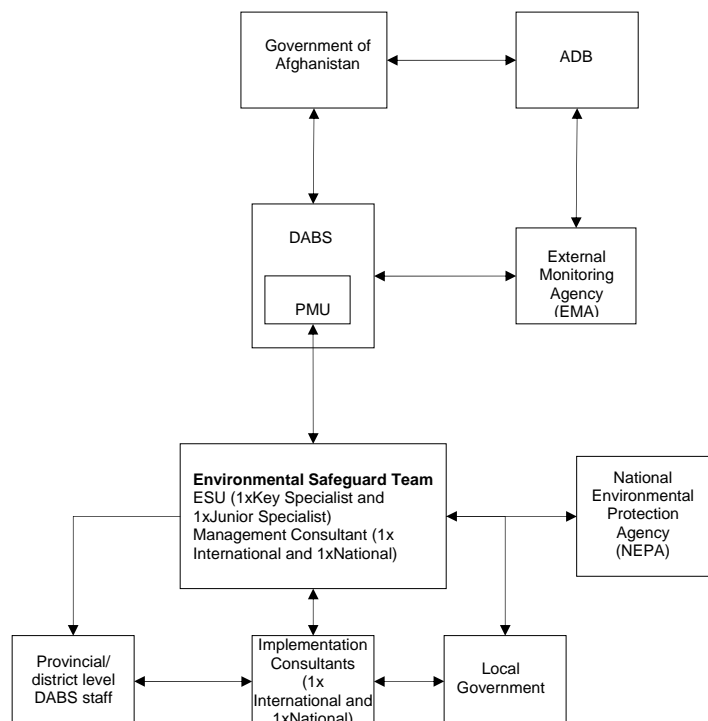 Government of
Afghanistan
ADB
DABS
PMU
External
Monitoring
Agency
(EMA)
Environmental Safeguard Team
ESU (1xKey Specialist and
1xJunior Specialist)
Management Consultant (1x
International and 1xNational)
National
Environmental
Protection
Agency
(NEPA)
Provincial/
district level
DABS staff
Implementation
Consultants
(1x
International and
1xNational)
Local
Government